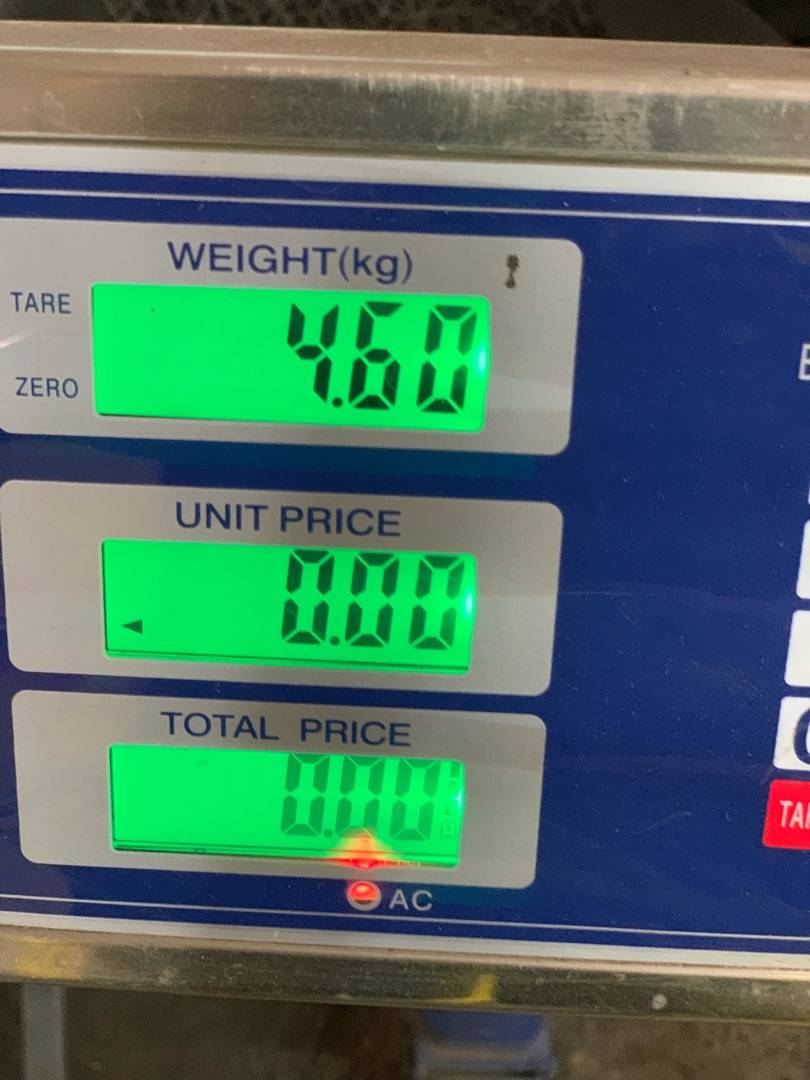 WEIGHT(kg)
TARE
4.60
ZERO
UNIT PRICE
0.00
TOTAL PRICE
0.00
AC